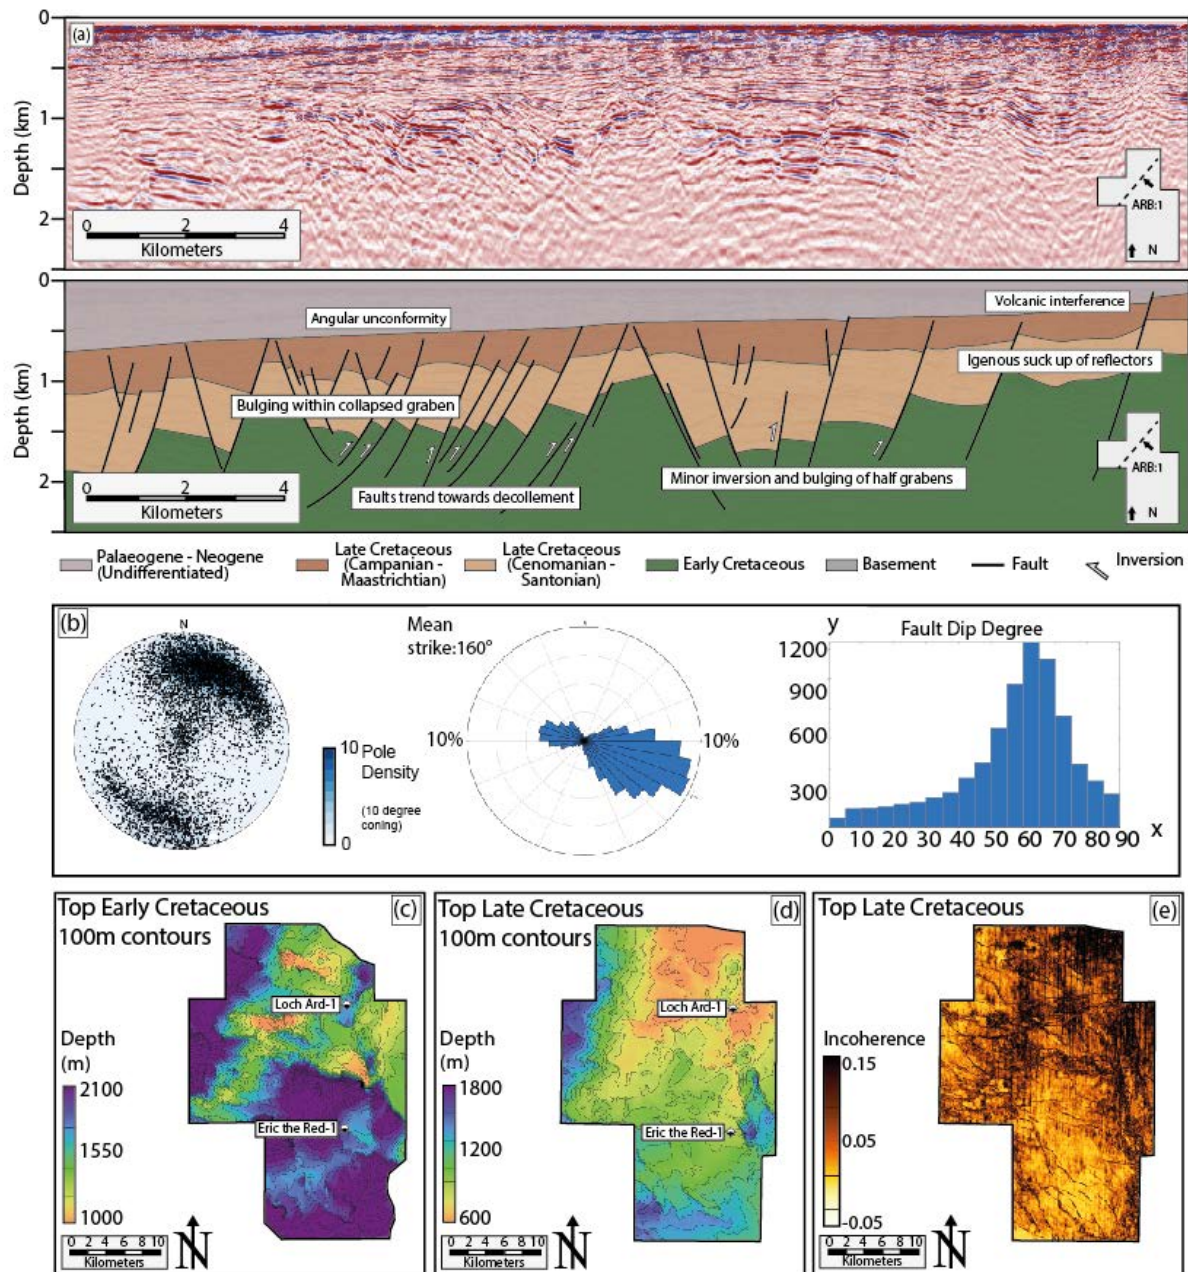 (a)
0
1
2
Depth (km)
0 2 4
Kilometers
ARB:1
N
0
1
2
Depth (km)
Angular unconformity
Volcanic interference
Igenous suck up of reflectors
Bulging within collapsed graben
Faults trend towards decollement
Minor inversion and bulging of half grabens
0 2 4
Kilometers
ARB:1
N
Palaeogene - Neogene
(Undifferentiated)
Late Cretaceous
(Campanian -
Maastrichtian)
Late Cretaceous
(Cenomanian -
Santonian)
Early Cretaceous
Basement
Fault
Inversion
(b)
N
10
Pole
Density
(10 degree
coning)
0
Mean
strike:160°
10%
10%
y
Fault Dip Degree
1200
900
600
300
0 10 20 30 40 50 60 70 80 90
x
Top Early Cretaceous
100m contours
(c)
Loch Ard-1
Eric the Red-1
Depth
(m)
2100
1550
1000
0 2 4 6 8 10
Kilometers
N
Top Late Cretaceous
100m contours
(d)
Loch Ard-1
Eric the Red-1
Depth
(m)
1800
1200
600
0 2 4 6 8 10
Kilometers
N
Top Late Cretaceous
(e)
Incoherence
0.15
0.05
-0.05
0 2 4 6 8 10
Kilometers
N